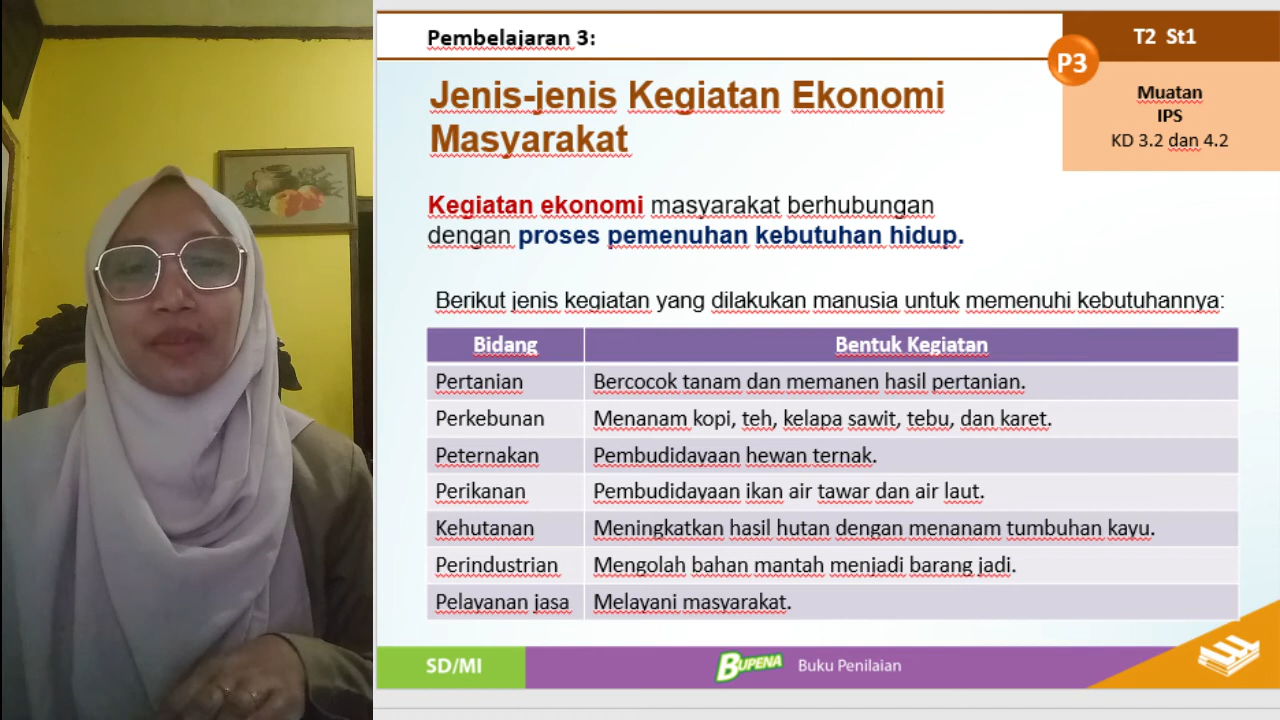 Pembelajaran 3:
T2 St1
P3
Muatan
IPS
KD 3.2 dan 4.2
Jenis-jenis Kegiatan Ekonomi
Masyarakat
Kegiatan ekonomi masyarakat berhubungan
dengan proses pemenuhan kebutuhan hidup.
Berikut jenis kegiatan yang dilakukan manusia untuk memenuhi kebutuhannya:
Bidang Bentuk Kegiatan
Pertanian Bercocok tanam dan memanen hasil pertanian.
Perkebunan Menanam kopi, teh, kelapa sawit, tebu, dan karet.
Peternakan Pembudidayaan hewan ternak.
Perikanan Pembudidayaan ikan air tawar dan air laut.
Kehutanan Meningkatkan hasil hutan dengan menanam tumbuhan kayu.
Perindustrian Mengolah bahan mantah menjadi barang jadi.
Pelayanan jasa Melayani masyarakat.
SD/MI
BUPENA Buku Penilaian